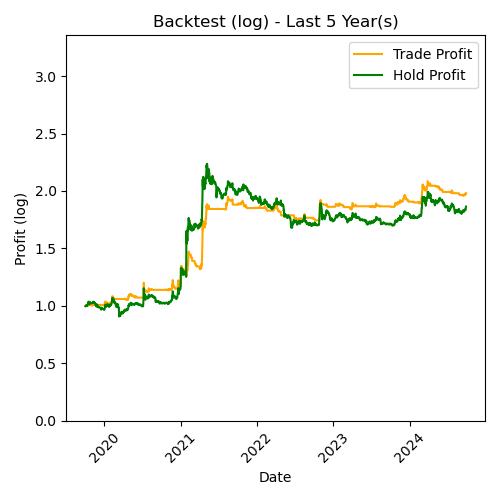 Backtest (log) - Last 5 Year(s)
Trade Profit
Hold Profit
Profit (log)
3.0
2.5
2.0
1.5
1.0
0.5
0.0
2020
2021
2022
2023
2024
Date